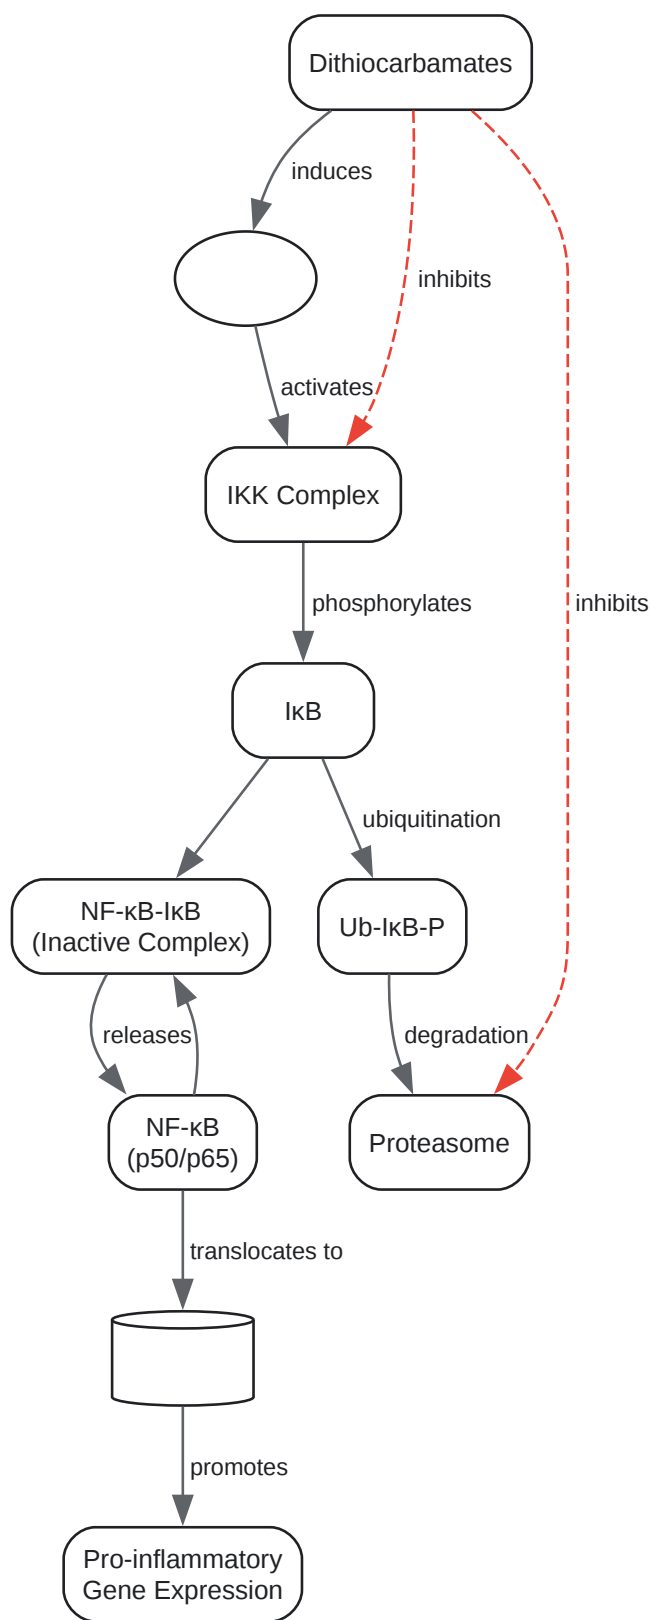 Dithiocarbamates
induces
inhibits
activates
IKK Complex
phosphorylates
inhibits
IκB
ubiquitination
NF-κB-IκB
(Inactive Complex)
Ub-IκB-P
releases
degradation
NF-κB
(p50/p65)
Proteasome
translocates to
promotes
Pro-inflammatory
Gene Expression